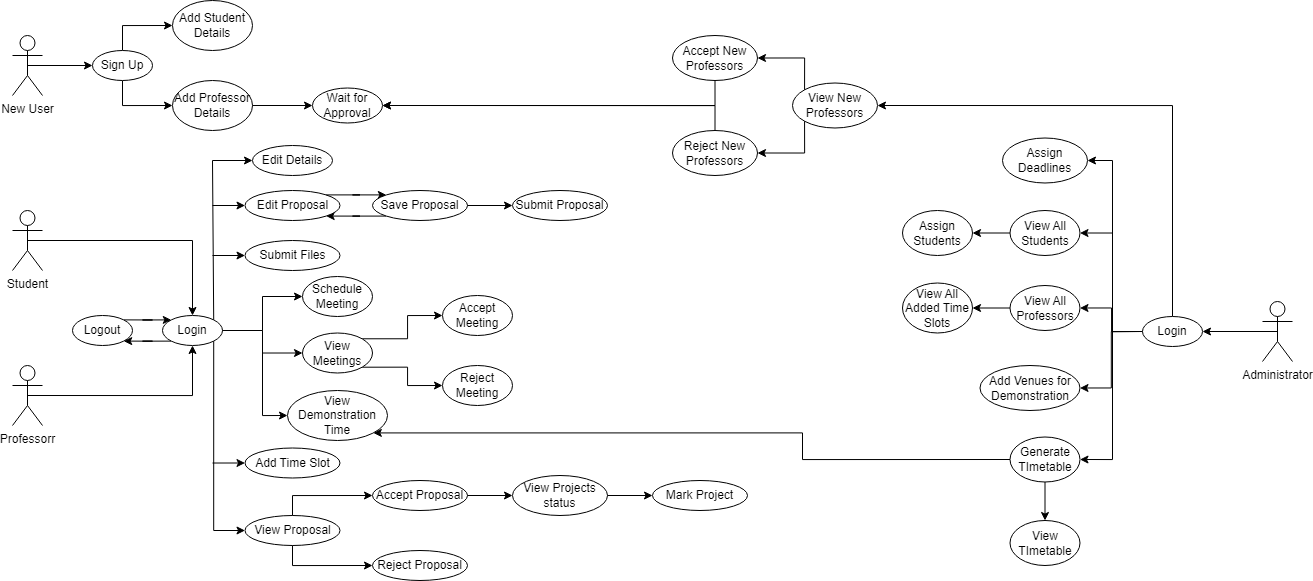 Add Student
Details
Sign Up
New User
Add Professor
Details
Wait for
Approval
Accept New
Professors
View New
Professors
Reject New
Professors
Edit Details
Edit Proposal
Save Proposal
Submit Proposal
Submit Files
Student
Schedule
Meeting
Logout
Login
View
Meetings
Accept
Meeting
Reject
Meeting
View
Demonstration
Time
Professorr
Add Time Slot
View Proposal
Accept Proposal
View Projects
status
Mark Project
Reject Proposal
Assign
Deadlines
Assign
Students
View All
Students
View All
Added Time
Slots
View All
Professors
Login
Administrator
Add Venues for
Demonstration
Generate
TImetable
View
TImetable